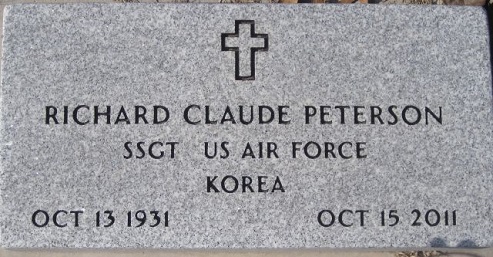 RICHARD CLAUDE PETERSON
SSGT US AIR FORCE
KOREA
OCT 13 1931 OCT 15 2011